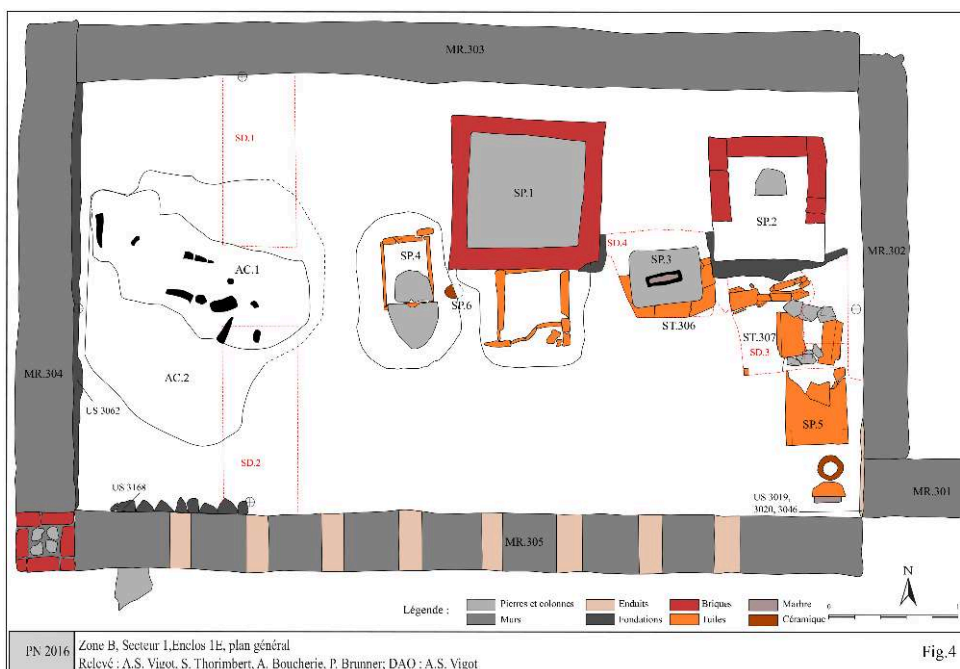 MR.303
SD.1
SP.1
SP.2
MR.302
SD.4
SP.4
SP.3
AC.1
SP.6
ST.306
ST.307
SD.3
MR.304
AC.2
US 3062
SP.5
SD.2
US 3168
MR.301
US 3019,
3020, 3046
MR.305
N
Légende : Pierres et colonnes Enduits Briques Marbre
Murs Fondations Tuiles Céramique
0 1
PN 2016
Zone B, Secteur 1,Enclos 1E, plan général
Relevé : A.S. Vigot, S. Thorimbert, A. Boucherie, P. Brunner; DAO : A.S. Vigot
Fig.4